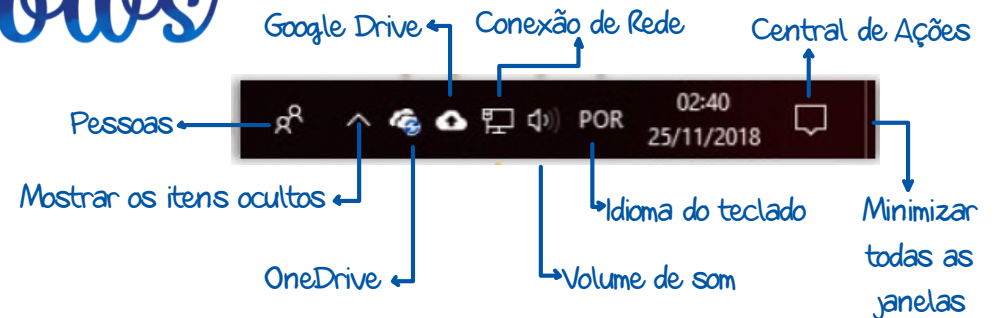 Google Drive
Conexão de Rede
Central de Ações
Pessoas
POR
02:40
25/11/2018
Mostrar os itens ocultos
Idioma do teclado
Minimizar
todas as
janelas
OneDrive
Volume de som